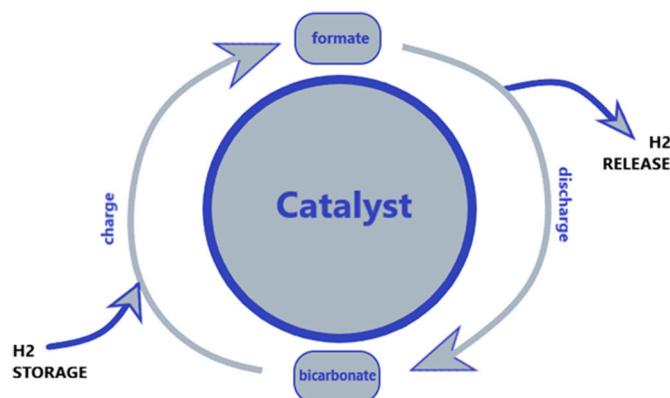 formate
H2
RELEASE
discharge
Catalyst
charge
H2
STORAGE
bicarbonate